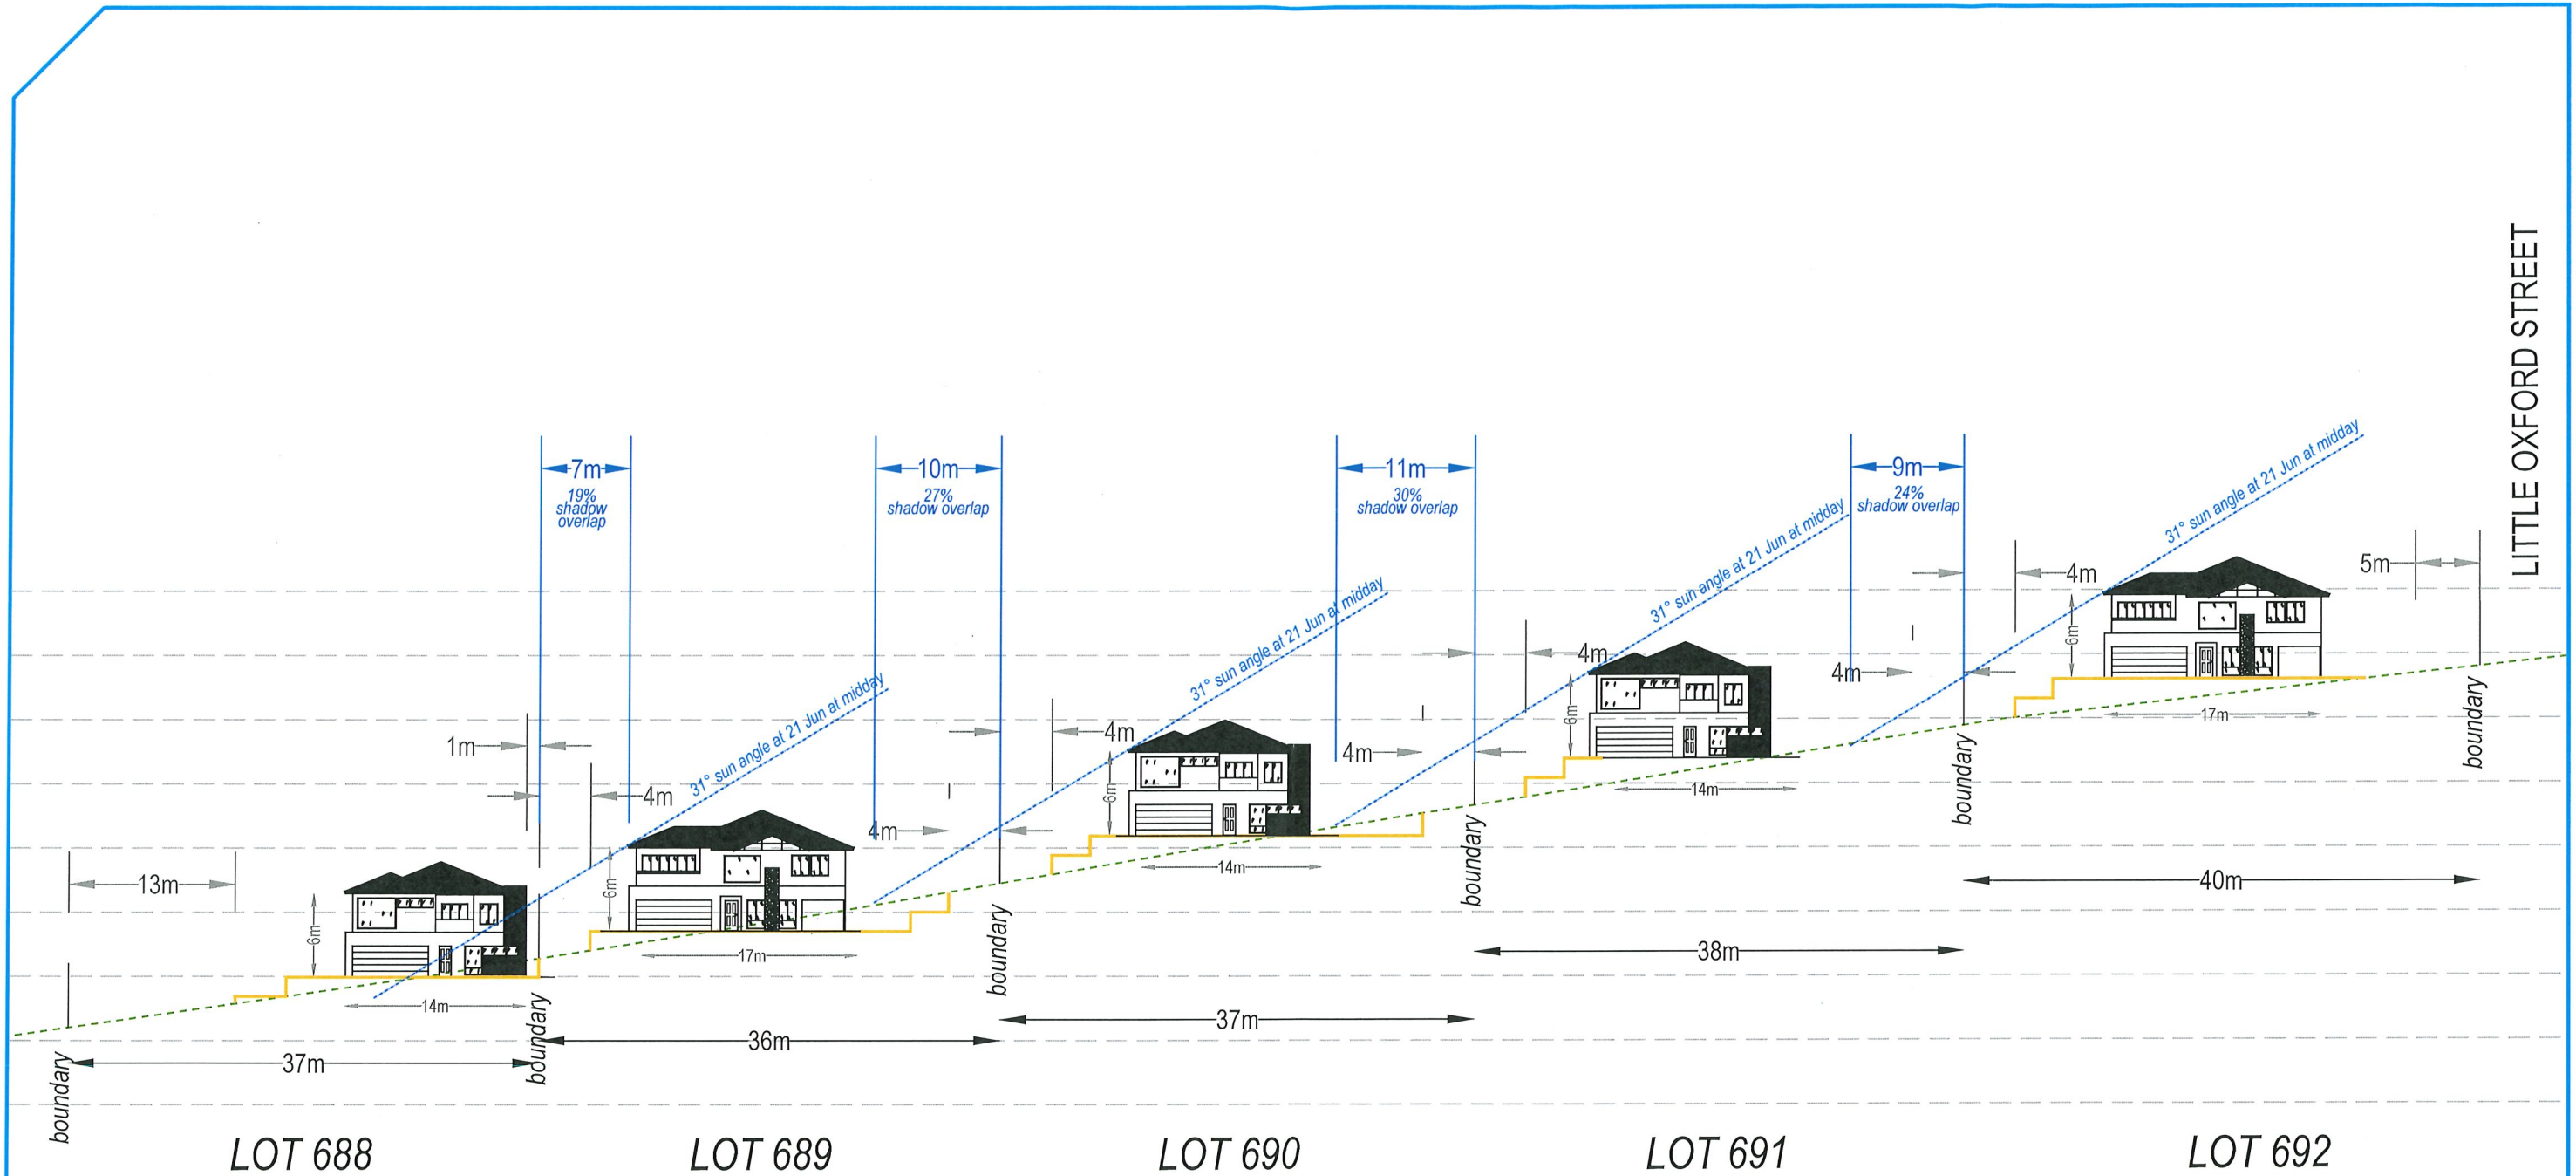 LITTLE OXFORD STREET
7m
19%
shadow
overlap
10m
27%
shadow overlap
11m
30%
shadow overlap
9m
24%
shadow overlap
31° sun angle at 21 Jun at midday
31° sun angle at 21 Jun at midday
31° sun angle at 21 Jun at midday
31° sun angle at 21 Jun at midday
13m
6m
14m
1m
4m
6m
17m
4m
4m
6m
14m
4m
4m
6m
14m
4m
4m
6m
17m
5m
boundary
boundary
boundary
boundary
boundary
boundary
37m
36m
37m
38m
40m
LOT 688
LOT 689
LOT 690
LOT 691
LOT 692